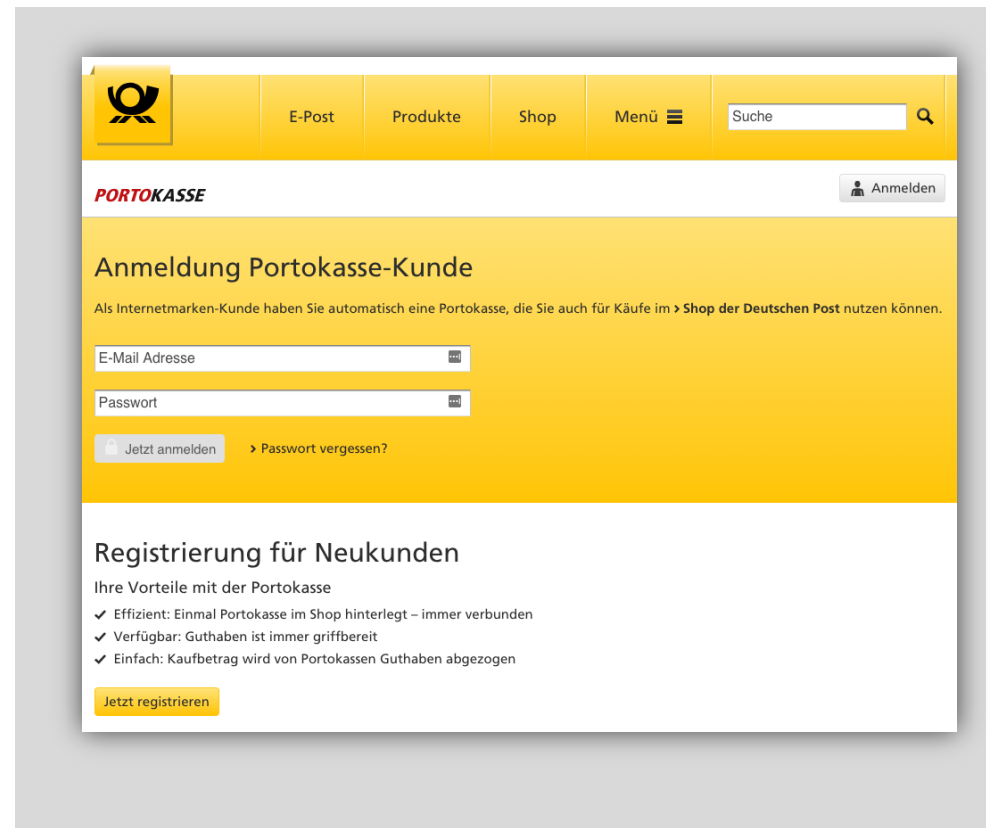 E-Post Produkte Shop Menü Suche
PORTOKASSE Anmelden
Anmeldung Portokasse-Kunde
Als Internetmarken-Kunde haben Sie automatisch eine Portokasse, die Sie auch für Käufe im › Shop der Deutschen Post nutzen können.
E-Mail Adresse
Passwort
Jetzt anmelden › Passwort vergessen?
Registrierung für Neukunden
Ihre Vorteile mit der Portokasse
✓ Effizient: Einmal Portokasse im Shop hinterlegt – immer verbunden
✓ Verfügbar: Guthaben ist immer griffbereit
✓ Einfach: Kaufbetrag wird von Portokassen Guthaben abgezogen
Jetzt registrieren